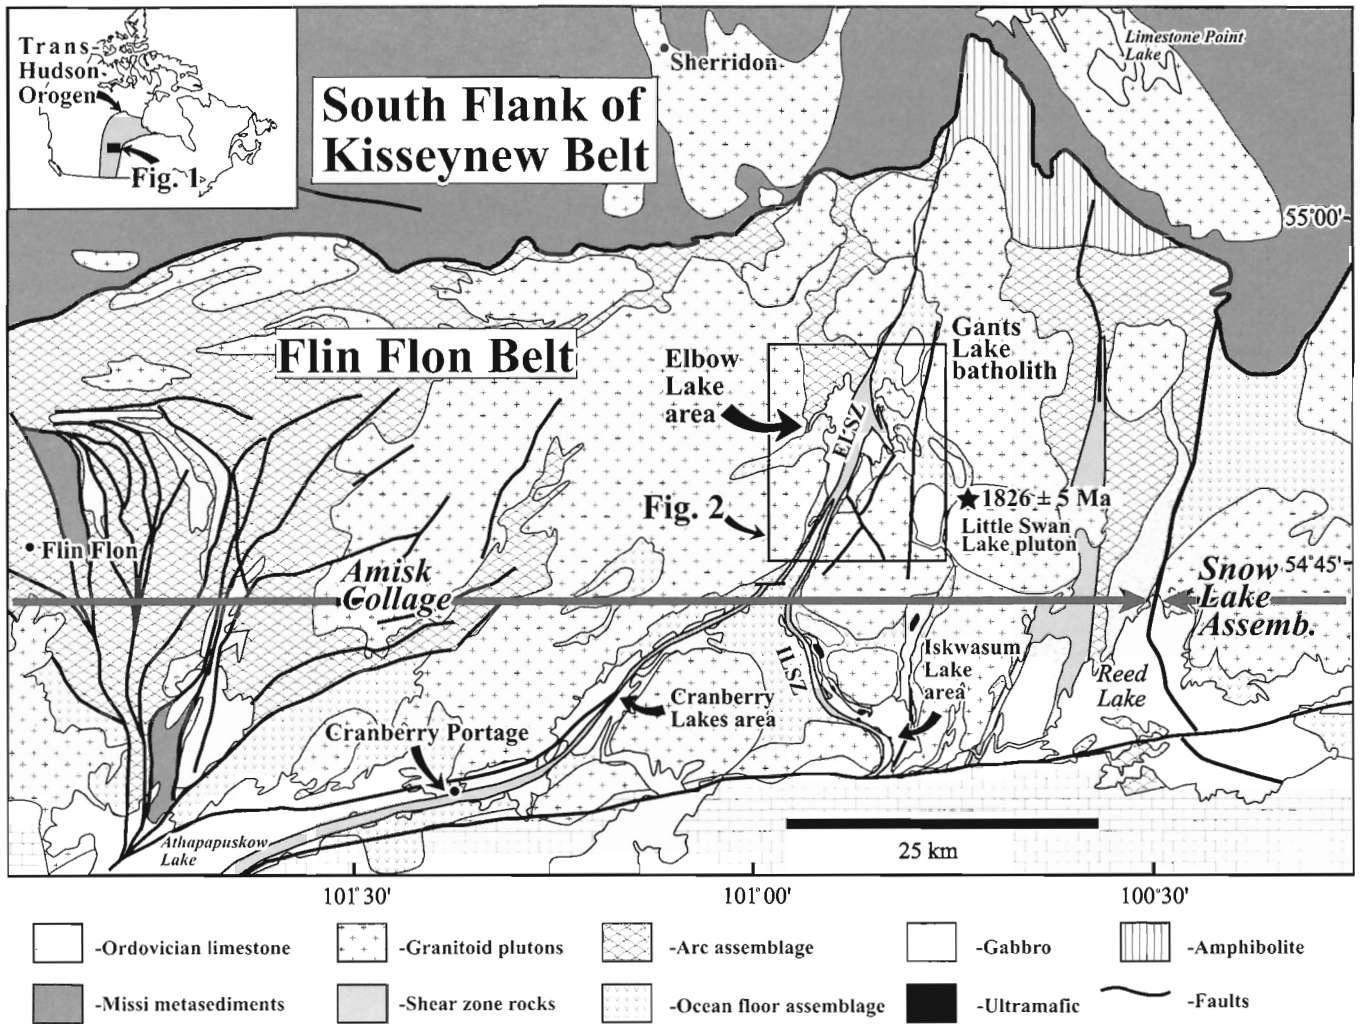 Trans-
Hudson
Orogen
Fig. 1
South Flank of
Kisseynew Belt
Sherridon
Limestone Point
Lake
55°00'
Flin Flon Belt
Elbow
Lake
area
Gants
Lake
batholith
ELSZ
Fig. 2
1826 ± 5 Ma
Little Swan
Lake pluton
Flin Flon
Amisk
Collage
54°45'
Snow
Lake
Assemb.
ILSZ
Iskwasum
Lake
area
Reed
Lake
Cranberry
Lakes area
Cranberry Portage
Athapapuskow
Lake
25 km
101°30'
101°00'
100°30'
-Ordovician limestone
-Granitoid plutons
-Arc assemblage
-Gabbro
-Amphibolite
-Missi metasediments
-Shear zone rocks
-Ocean floor assemblage
-Ultramafic
-Faults